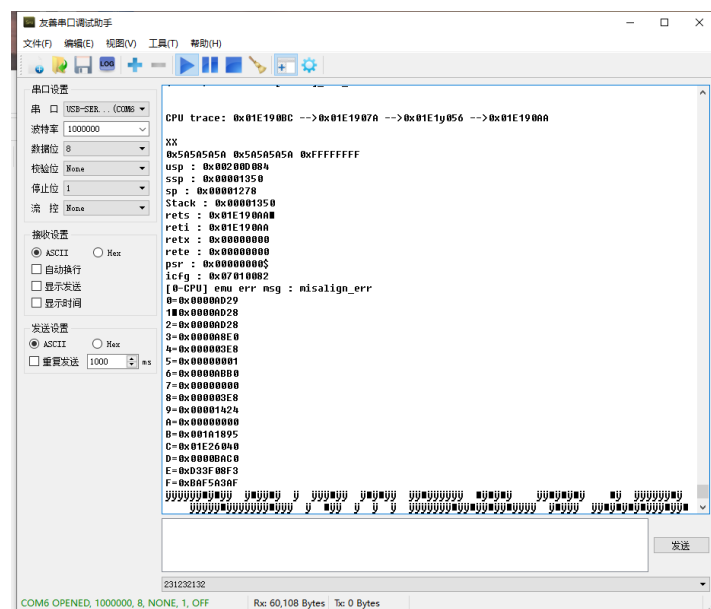 友善串口调试助手
文件(F) 编辑(E) 视图(V) 工具(T) 帮助(H)
LOG
串口设置
串 口 USB-SER...(COM6
波特率 1000000
数据位 8
校验位 None
停止位 1
流 控 None
接收设置
ASCII Hex
自动换行
显示发送
显示时间
发送设置
ASCII Hex
重复发送 1000 ms
CPU trace: 0x01E190BC -->0x01E1907A -->0x01E1y056 -->0x01E190AA
XX
0x5A5A5A5A 0x5A5A5A5A 0xFFFFFFFF
usp : 0x00200D084
ssp : 0x00001350
sp : 0x00001278
Stack : 0x00001350
rets : 0x01E190AA■
reti : 0x01E190AA
retx : 0x00000000
rete : 0x00000000
psr : 0x00000000$
icfg : 0x07010082
[0-CPU] emu err msg : misalign_err
0=0x0000AD29
1■0x0000AD28
2=0x0000AD28
3=0x0000A8E0
4=0x000003E8
5=0x00000001
6=0x0000ABB0
7=0x00000000
8=0x000003E8
9=0x00001424
A=0x00000000
B=0x001A1895
C=0x01E26040
D=0x0000BAC0
E=0xD33F08F3
F=0xBAF5A3AF
发送
231232132
COM6 OPENED, 1000000, 8, NONE, 1, OFF Rx: 60,108 Bytes Tx: 0 Bytes